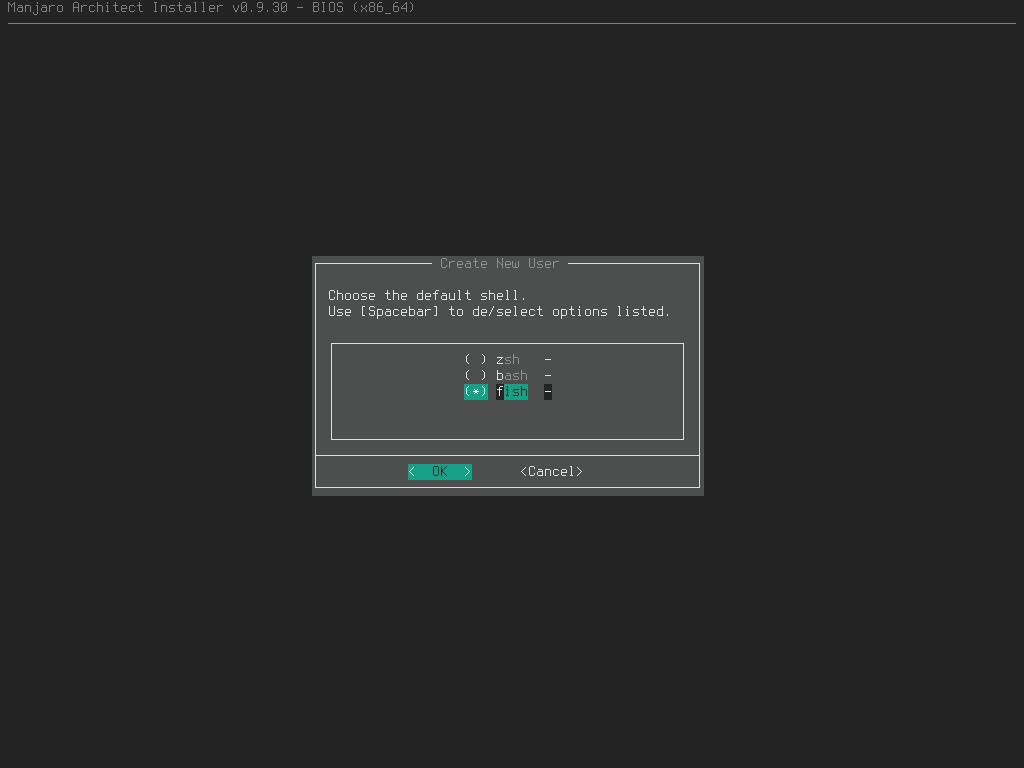 Manjaro Architect Installer v0.9.30 - BIOS (x86_64)
Create New User
Choose the default shell.
Use [Spacebar] to de/select options listed.
( ) zsh -
( ) bash -
(*) fish -
< OK > <Cancel>